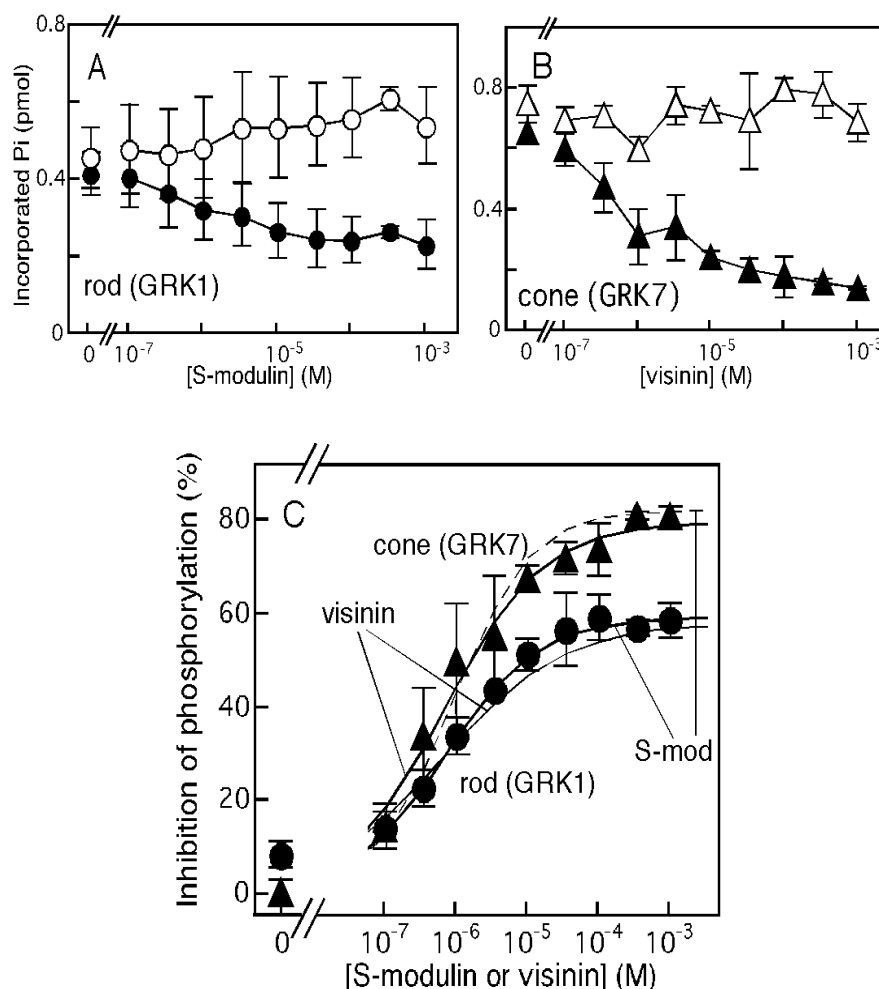 A
Incorporated Pi (pmol)
0.8
0.4
0
rod (GRK1)
0 10⁻⁷ 10⁻⁵ 10⁻³
[S-modulin] (M)
B
0.8
0.4
0
cone (GRK7)
0 10⁻⁷ 10⁻⁵ 10⁻³
[visinin] (M)
C
Inhibition of phosphorylation (%)
80
60
40
20
0
cone (GRK7)
visinin
S-mod
rod (GRK1)
0 10⁻⁷ 10⁻⁶ 10⁻⁵ 10⁻⁴ 10⁻³
[S-modulin or visinin] (M)